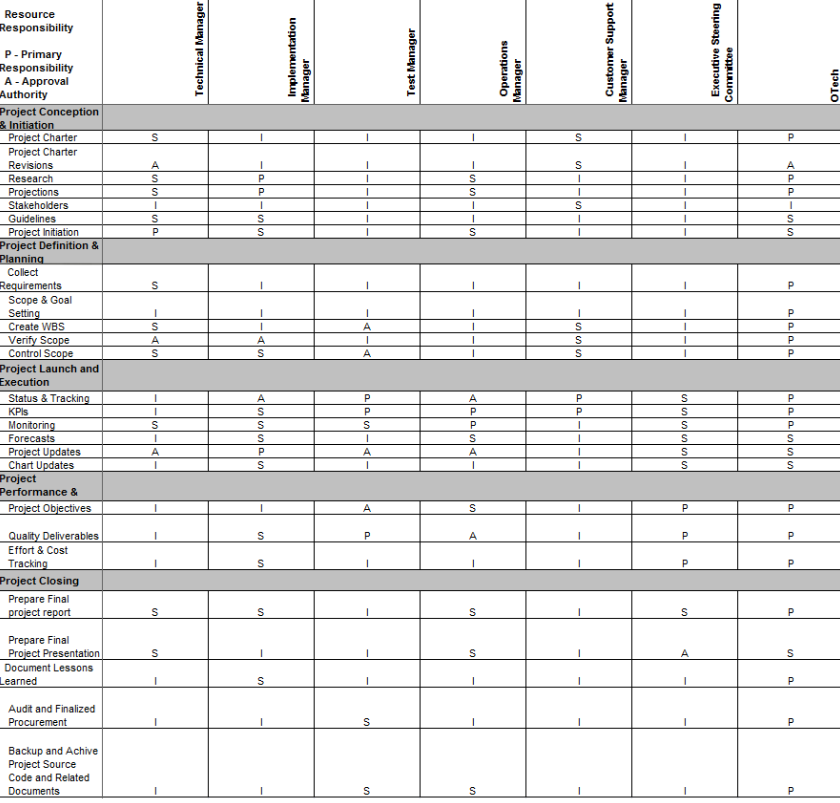 Resource
Responsibility
P - Primary
Responsibility
A - Approval
Authority
Technical Manager
Implementation
Manager
Test Manager
Operations
Manager
Customer Support
Manager
Executive Steering
Committee
OTech
Project Conception
& Initiation
Project Charter S I I I S I P
Project Charter
Revisions A I I I S I A
Research S P I S I I P
Projections S P I S I I P
Stakeholders I I I I S I I
Guidelines S S I I I I S
Project Initiation P S I S I I S
Project Definition &
Planning
Collect
Requirements S I I I I I P
Scope & Goal
Setting I I I I I I P
Create WBS S I A I S I P
Verify Scope A A I I S I P
Control Scope S S A I S I P
Project Launch and
Execution
Status & Tracking I A P A P S P
KPIs I S P P P S P
Monitoring S S S P I S P
Forecasts I S I S I S S
Project Updates A P A A I S S
Chart Updates I S I I I S S
Project
Performance &
Project Objectives I I A S I P P
Quality Deliverables I S P A I P P
Effort & Cost
Tracking I S I I I P P
Project Closing
Prepare Final
project report S S I S I S P
Prepare Final
Project Presentation S I I S I A S
Document Lessons
Learned I S I I I I P
Audit and Finalized
Procurement I I S I I I P
Backup and Achive
Project Source
Code and Related
Documents I I S S I I P